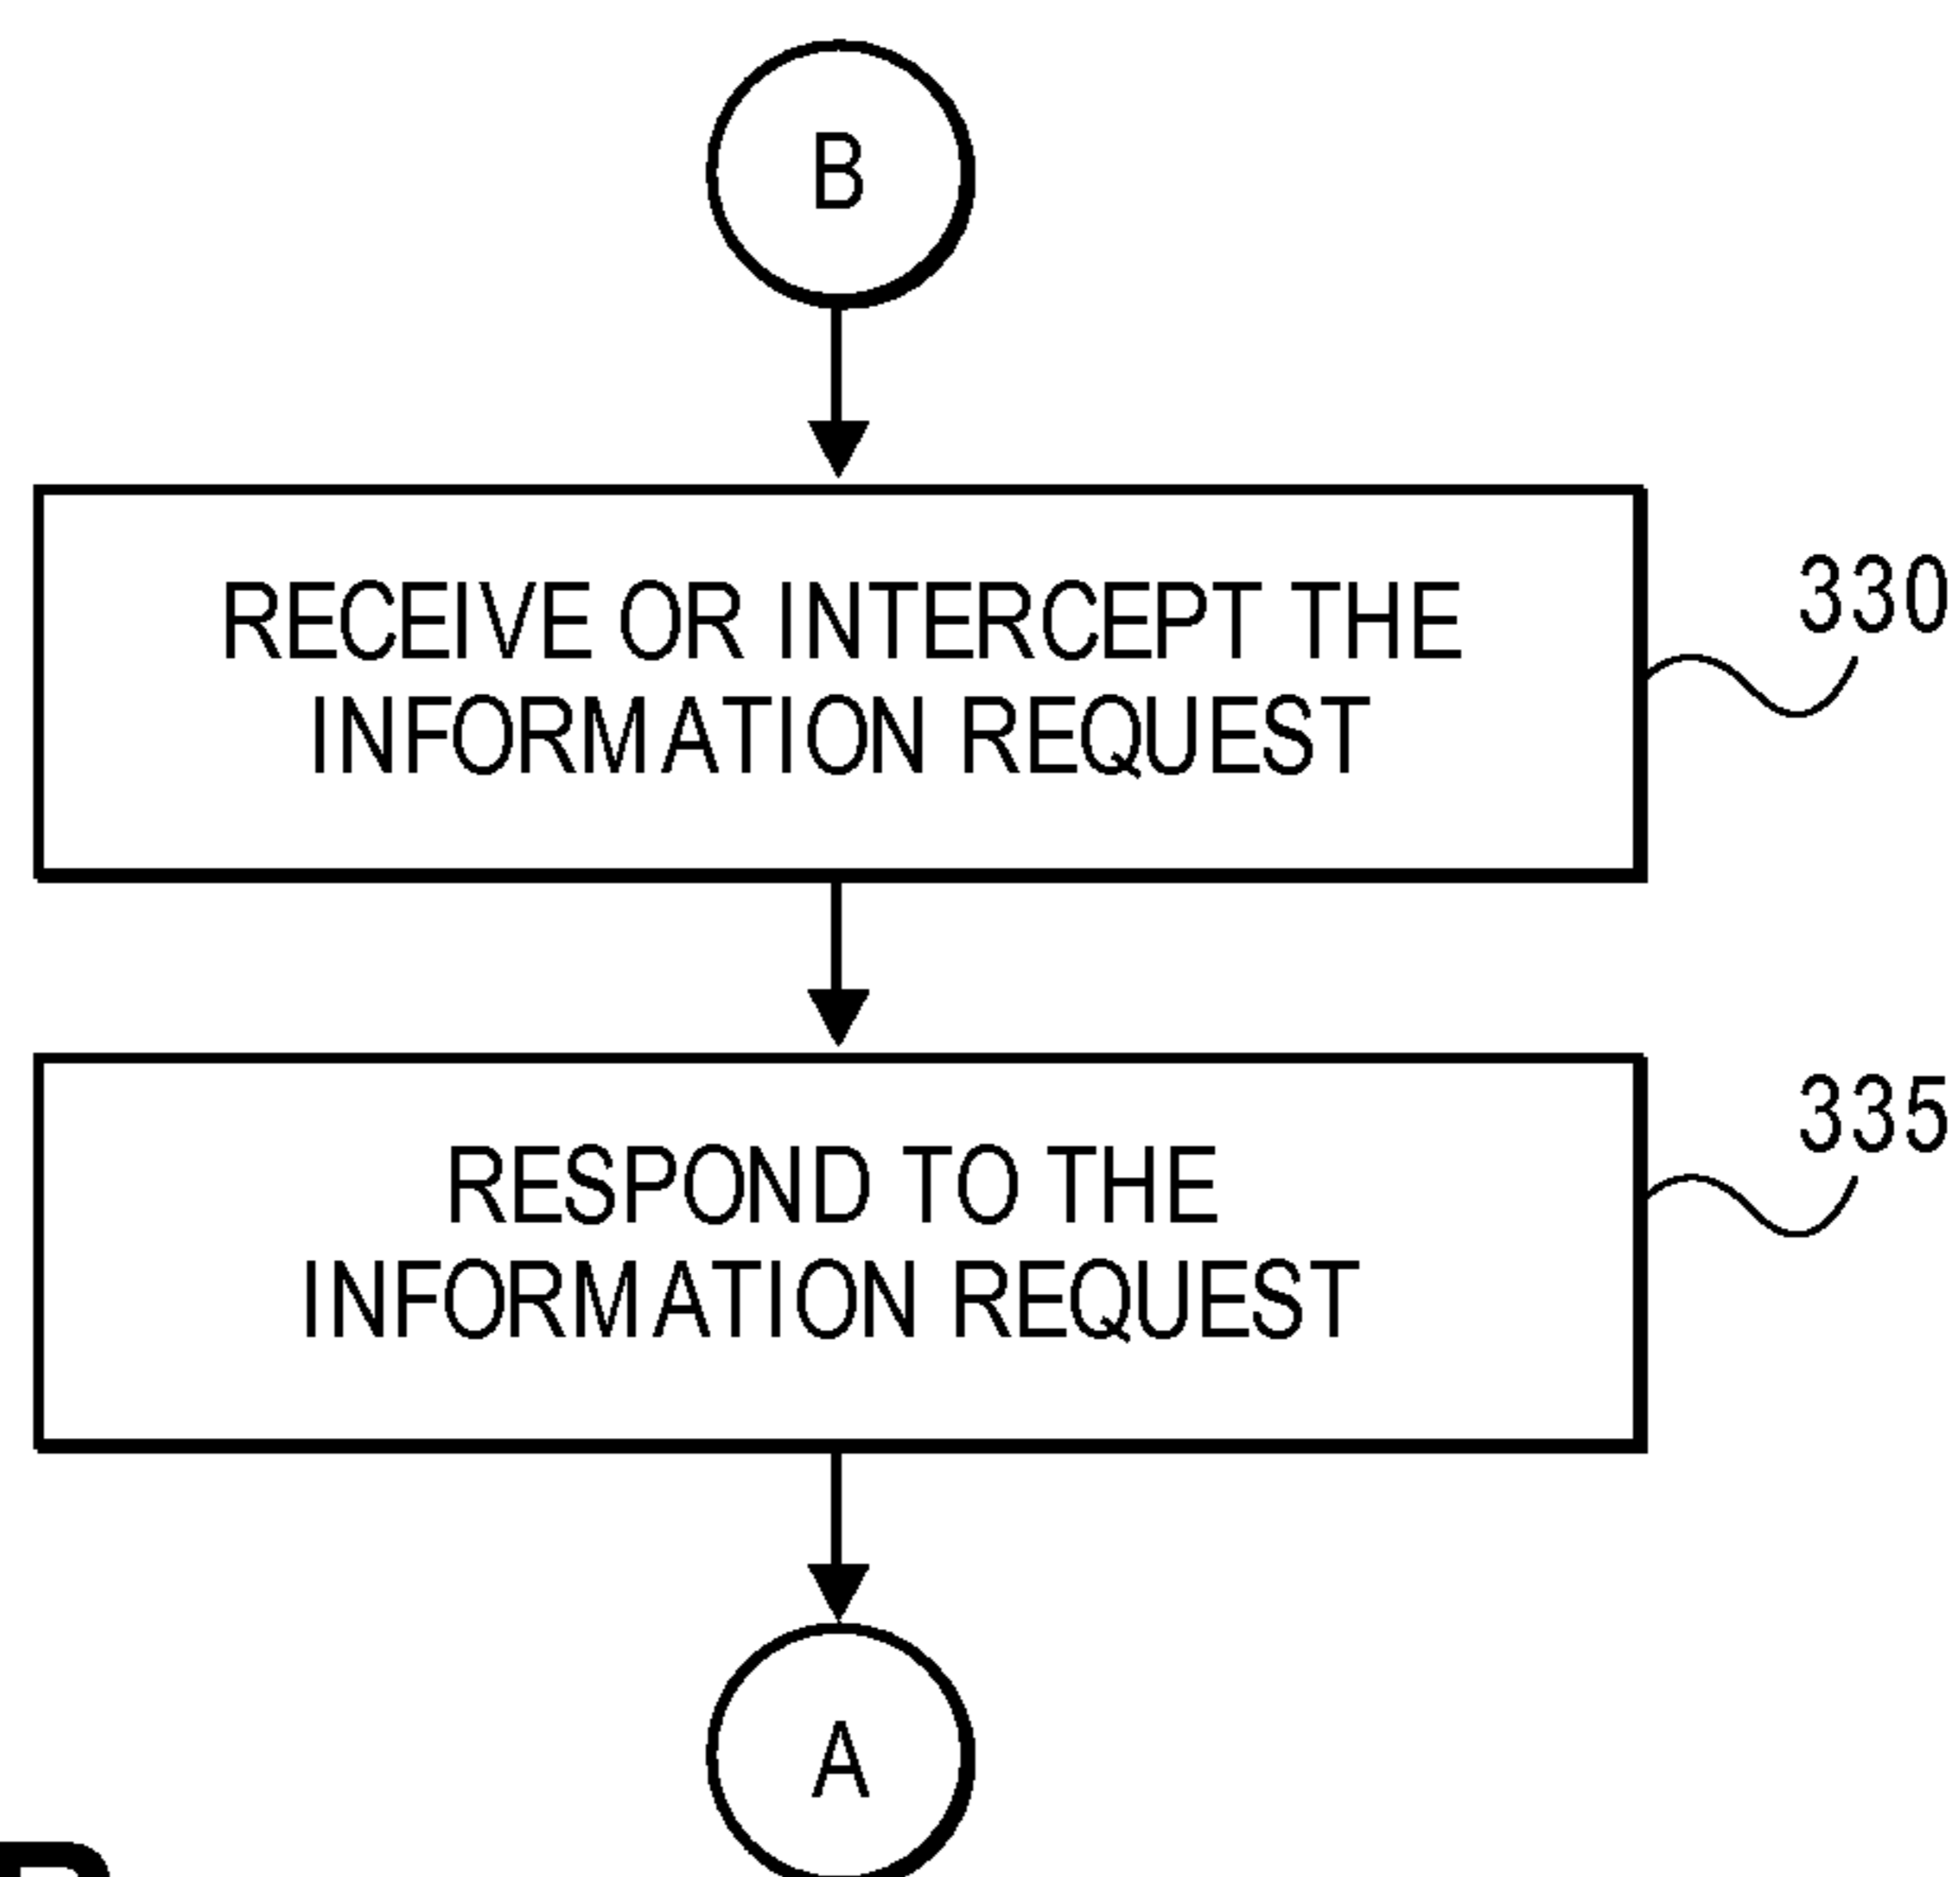 B
RECEIVE OR INTERCEPT THE
INFORMATION REQUEST
330
RESPOND TO THE
INFORMATION REQUEST
335
A